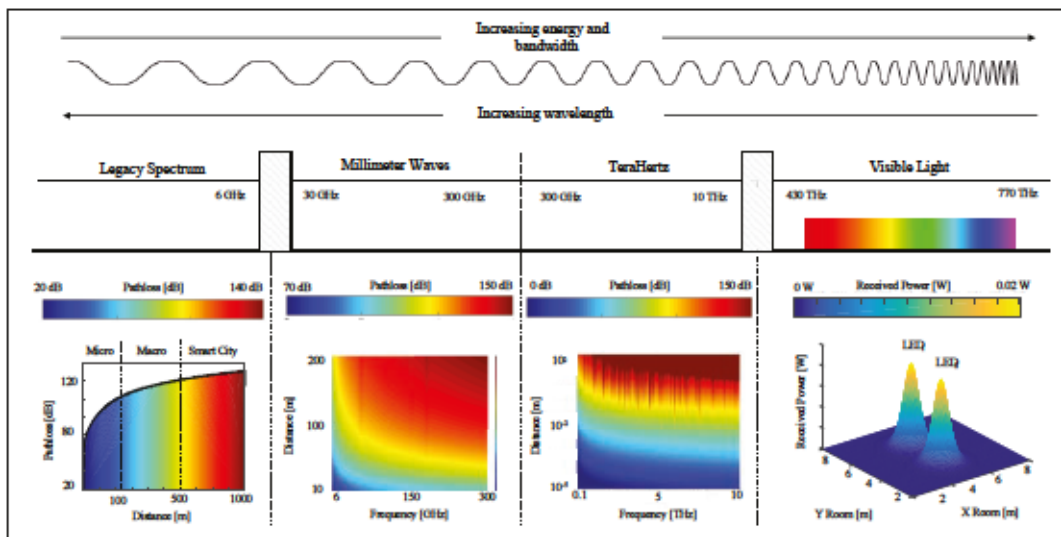 Increasing energy and
bandwidth
Increasing wavelength
Legacy Spectrum
Millimeter Waves
TeraHertz
Visible Light
6 GHz
30 GHz
300 GHz
300 GHz
10 THz
430 THz
770 THz
20 dB
Pathloss [dB]
140 dB
70 dB
Pathloss [dB]
150 dB
0 dB
Pathloss [dB]
150 dB
0 W
Received Power [W]
0.02 W
Micro
Macro
Smart City
Pathloss [dB]
120
80
20
100
500
1000
Distance [m]
Distance [m]
200
100
10
6
150
300
Frequency [GHz]
Distance [m]
0.1
5
10
Frequency [THz]
LED
LED
Received Power [W]
8
6
4
2
2
4
6
8
Y Room [m]
X Room [m]